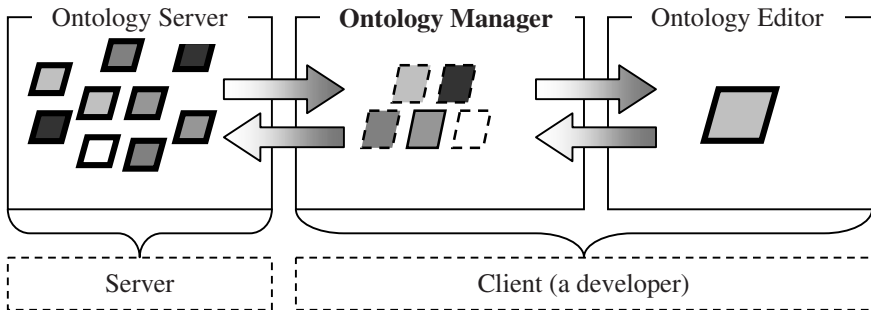 Ontology Server
Ontology Manager
Ontology Editor
Server
Client (a developer)